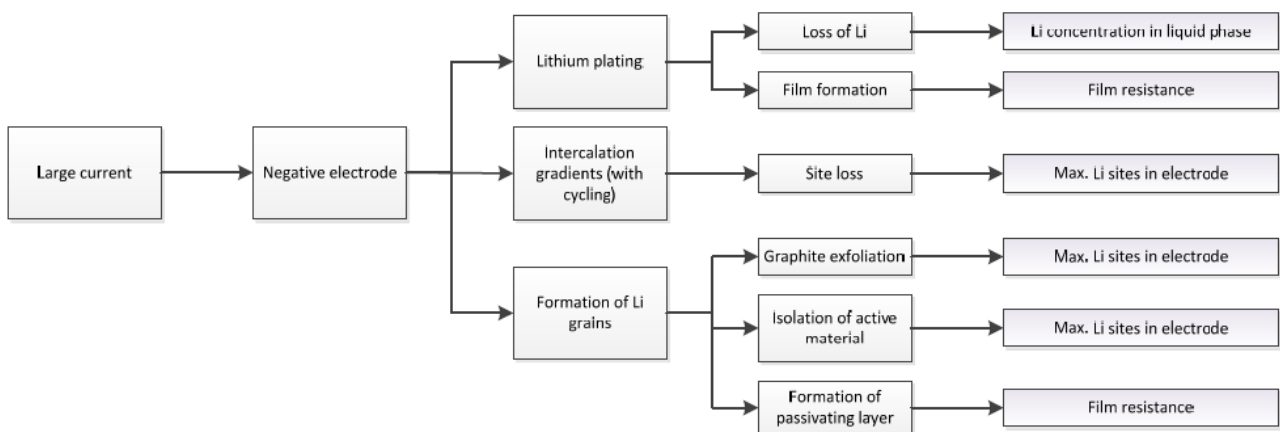 Large current
Negative electrode
Lithium plating
Loss of Li
Li concentration in liquid phase
Film formation
Film resistance
Intercalation
gradients (with
cycling)
Site loss
Max. Li sites in electrode
Formation of Li
grains
Graphite exfoliation
Max. Li sites in electrode
Isolation of active
material
Max. Li sites in electrode
Formation of
passivating layer
Film resistance